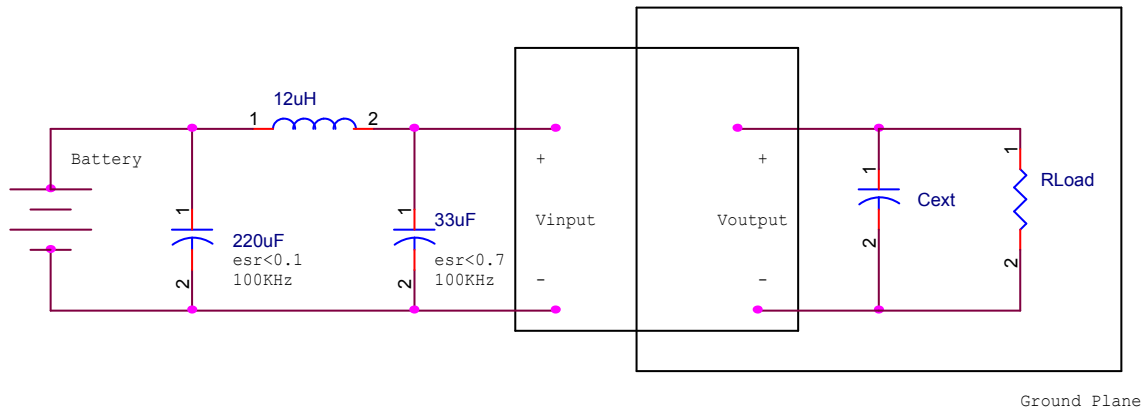 12uH
1 2
Battery
1
2
220uF
esr<0.1
100KHz
1
2
33uF
esr<0.7
100KHz
+
Vinput
-
+
Voutput
-
1
2
Cext
1
2
RLoad
Ground Plane